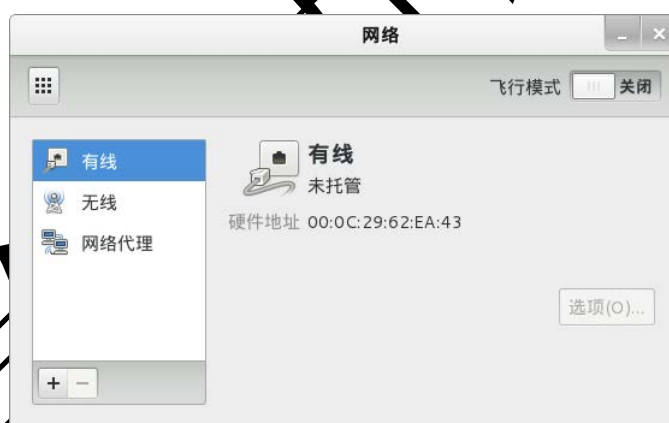 网络
飞行模式 关闭
有线
无线
网络代理
有线
未托管
硬件地址 00:0C:29:62:EA:43
选项(O)...